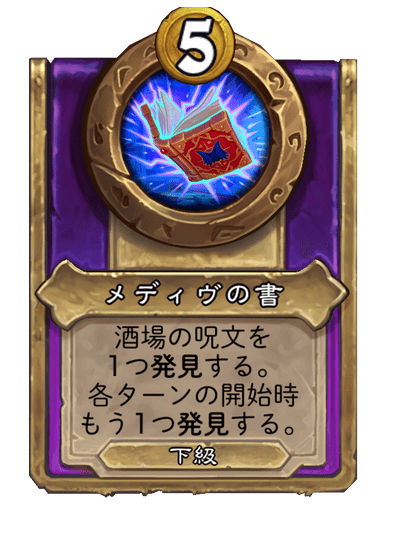 5
メディヴの書
酒場の呪文を
1つ発見する。
各ターンの開始時
もう1つ発見する。
下級